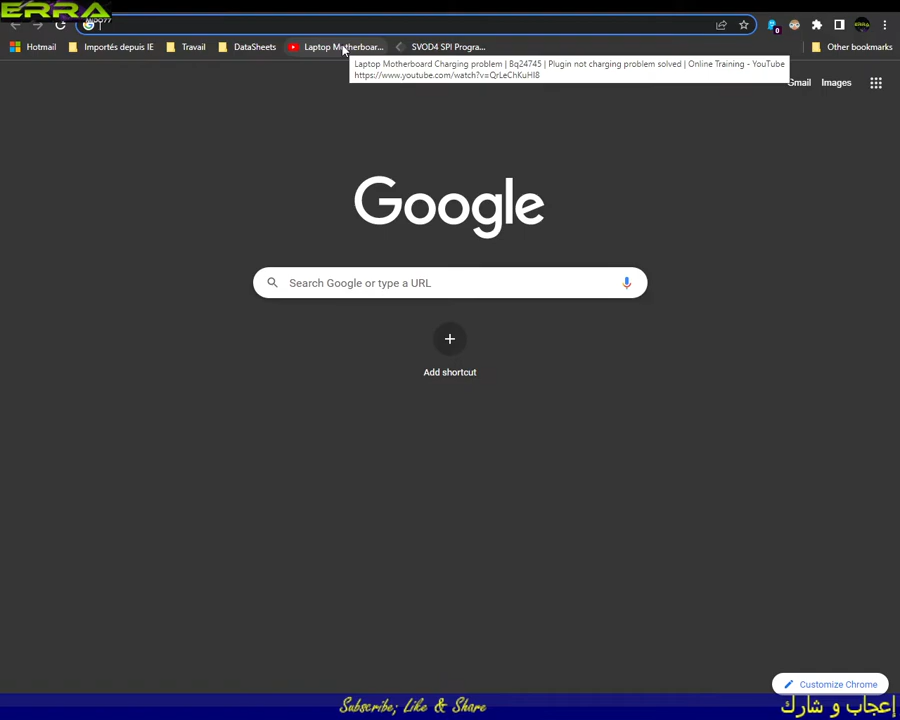 ERRA
Hotmail Importés depuis IE Travail DataSheets Laptop Motherboar... SVOD4 SPI Progra... Other bookmarks
Laptop Motherboard Charging problem | Bq24745 | Plugin not charging problem solved | Online Training - YouTube
https://www.youtube.com/watch?v=QrLeChKuHI8
Gmail Images
Google
Search Google or type a URL
Add shortcut
Customize Chrome
Subscribe; Like & Share
إعجاب و شارك